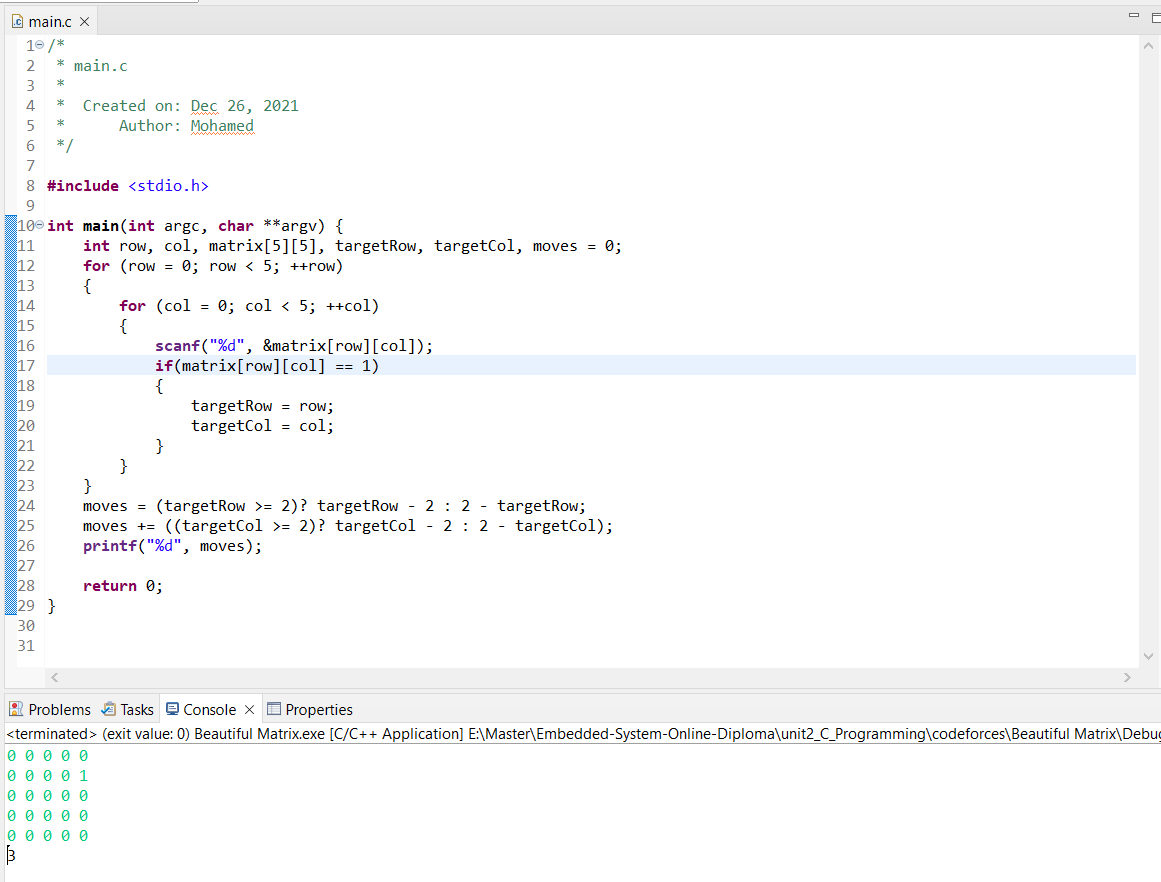 main.c
1 /*
2  * main.c
3  *
4  *  Created on: Dec 26, 2021
5  *      Author: Mohamed
6  */
7
8 #include <stdio.h>
9
10 int main(int argc, char **argv) {
11     int row, col, matrix[5][5], targetRow, targetCol, moves = 0;
12     for (row = 0; row < 5; ++row)
13     {
14         for (col = 0; col < 5; ++col)
15         {
16             scanf("%d", &matrix[row][col]);
17             if(matrix[row][col] == 1)
18             {
19                 targetRow = row;
20                 targetCol = col;
21             }
22         }
23     }
24     moves = (targetRow >= 2)? targetRow - 2 : 2 - targetRow;
25     moves += ((targetCol >= 2)? targetCol - 2 : 2 - targetCol);
26     printf("%d", moves);
27
28     return 0;
29 }
30
31
Problems Tasks Console Properties
<terminated> (exit value: 0) Beautiful Matrix.exe [C/C++ Application] E:\Master\Embedded-System-Online-Diploma\unit2_C_Programming\codeforces\Beautiful Matrix\Debug
0 0 0 0 0
0 0 0 0 1
0 0 0 0 0
0 0 0 0 0
0 0 0 0 0
3